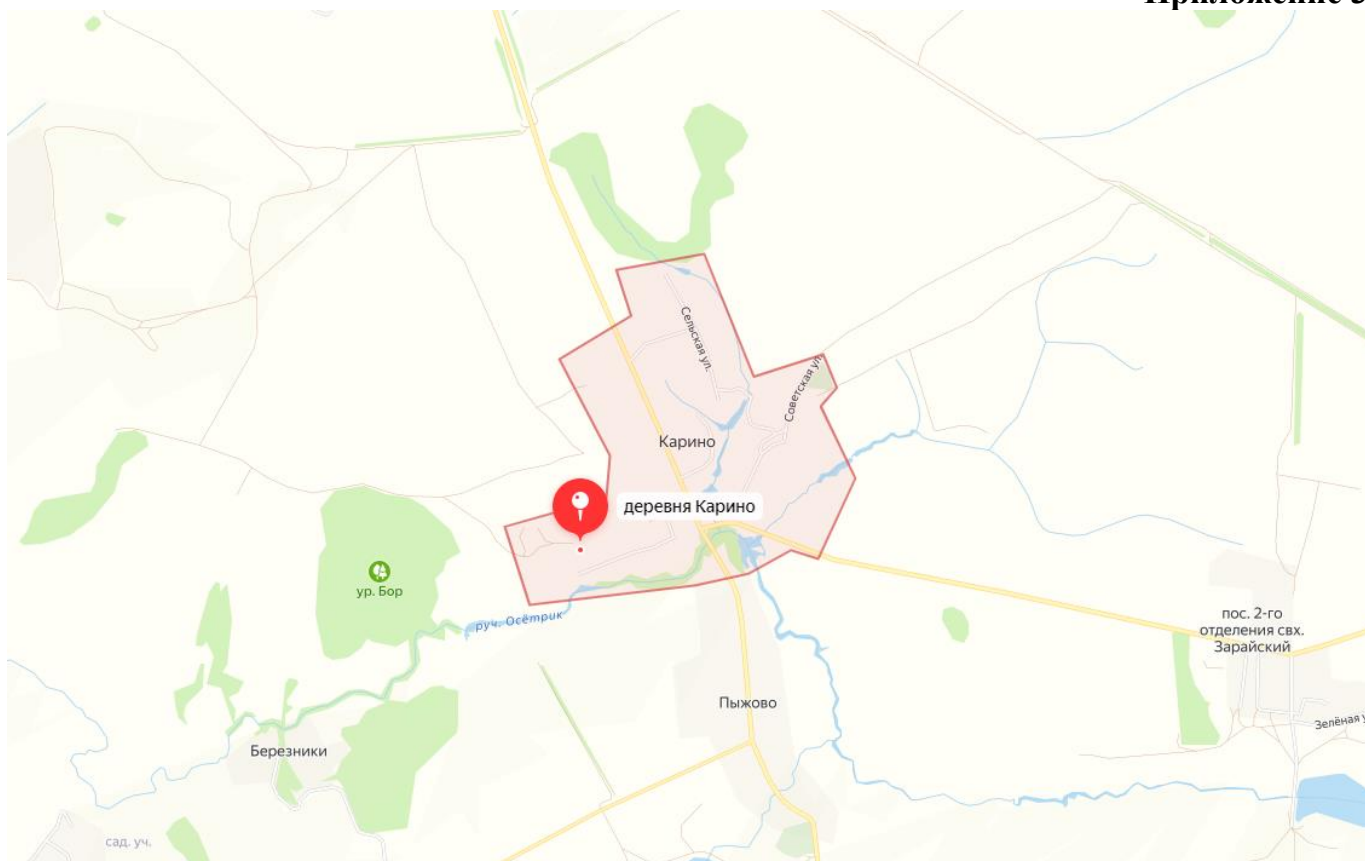 Приложение
Сельская ул.
Советская ул.
Карино
деревня Карино
ур. Бор
руч. Осётрик
пос. 2-го
отделения свх.
Зарайский
Пыжово
Зелёная
Березники
сад. уч.